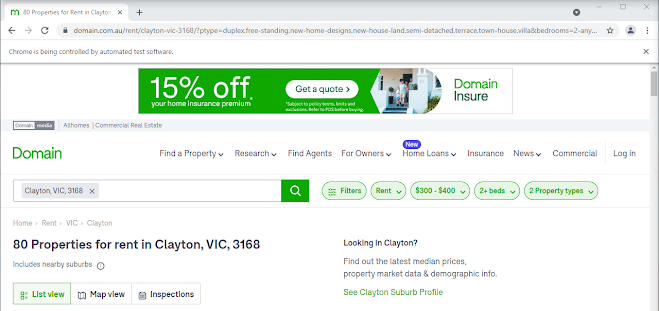 80 Properties for Rent in Clayton
domain.com.au/rent/clayton-vic-3168/?ptype=duplex,free-standing,new-home-designs,new-house-land,semi-detached,terrace,town-house,villa&bedrooms=2-any...
Chrome is being controlled by automated test software.
15% off*
your home insurance premium
Get a quote >
*Subject to policy terms, limits and
exclusions. Refer to PDS before buying.
Domain
Insure
Domain media Allhomes | Commercial Real Estate
Domain
Find a Property Research Find Agents For Owners New Home Loans Insurance News Commercial Log in
Clayton, VIC, 3168 ×
Filters Rent $300 - $400 2+ beds 2 Property types
Home > Rent > VIC > Clayton
80 Properties for rent in Clayton, VIC, 3168
Includes nearby suburbs
List view Map view Inspections
Looking in Clayton?
Find out the latest median prices,
property market data & demographic info.
See Clayton Suburb Profile